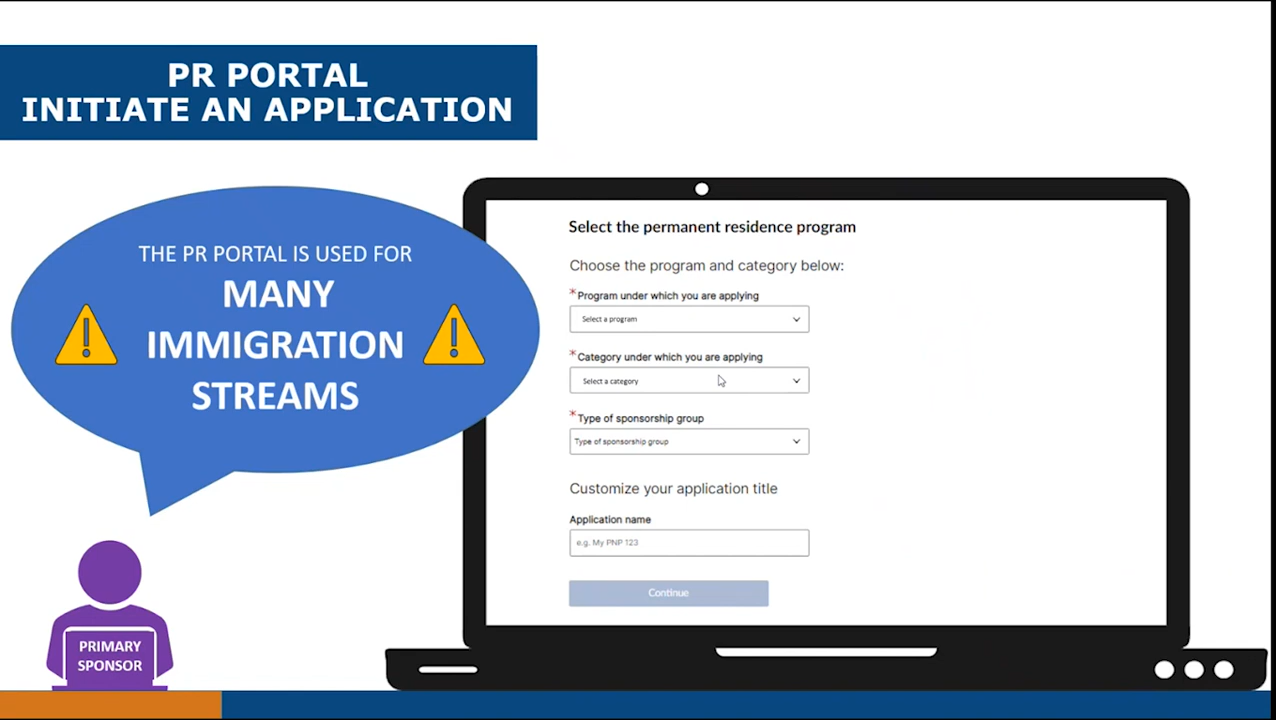 PR PORTAL
INITIATE AN APPLICATION
THE PR PORTAL IS USED FOR
MANY
IMMIGRATION
STREAMS
PRIMARY
SPONSOR
Select the permanent residence program
Choose the program and category below:
*Program under which you are applying
Select a program
*Category under which you are applying
Select a category
*Type of sponsorship group
Type of sponsorship group
Customize your application title
Application name
e.g. My PNP 123
Continue